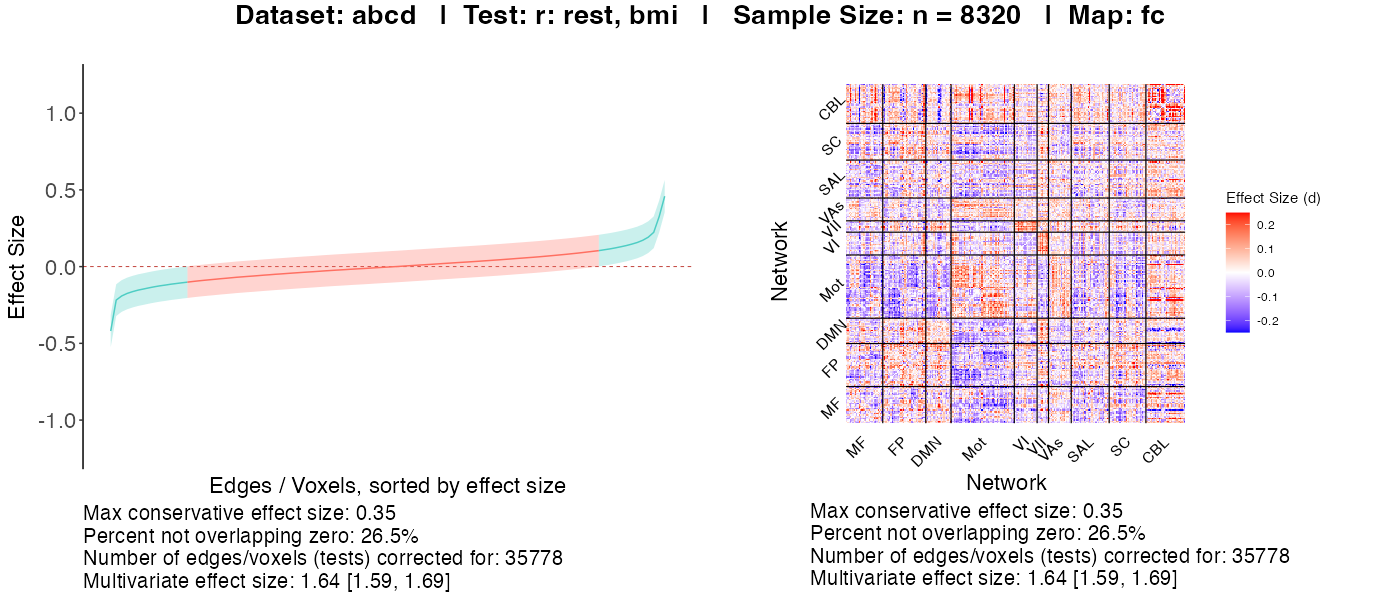 Dataset: abcd | Test: r: rest, bmi | Sample Size: n = 8320 | Map: fc
Effect Size
1.0
0.5
0.0
-0.5
-1.0
Edges / Voxels, sorted by effect size
Max conservative effect size: 0.35
Percent not overlapping zero: 26.5%
Number of edges/voxels (tests) corrected for: 35778
Multivariate effect size: 1.64 [1.59, 1.69]
Network
CBL
SC
SAL
VAs
VII
VI
Mot
DMN
FP
MF
MF
FP
DMN
Mot
VI
VII
VAs
SAL
SC
CBL
Network
Effect Size (d)
0.2
0.1
0.0
-0.1
-0.2
Max conservative effect size: 0.35
Percent not overlapping zero: 26.5%
Number of edges/voxels (tests) corrected for: 35778
Multivariate effect size: 1.64 [1.59, 1.69]